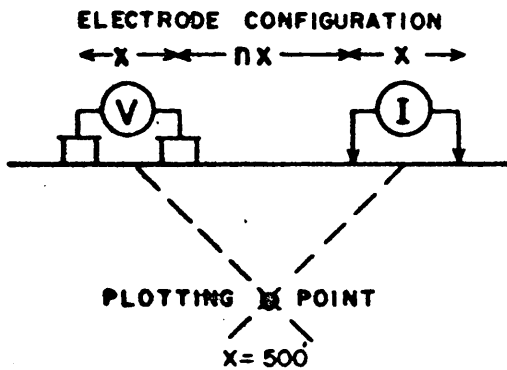 ELECTRODE CONFIGURATION
X nX X
V I
PLOTTING POINT
X = 500'